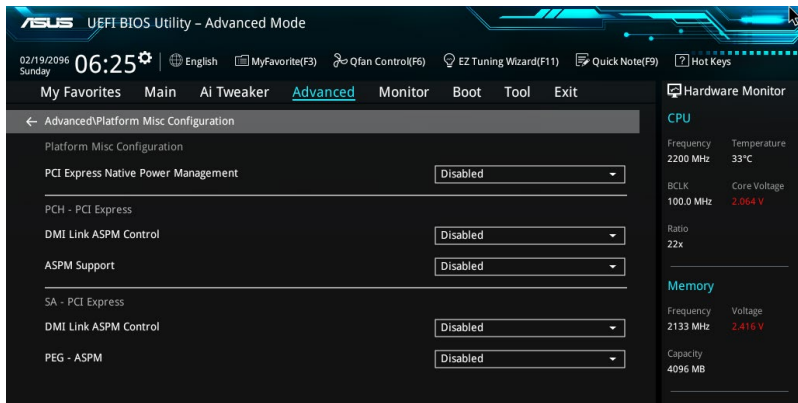 ASUS UEFI BIOS Utility – Advanced Mode
02/19/2096
Sunday
06:25
English
MyFavorite(F3)
Qfan Control(F6)
EZ Tuning Wizard(F11)
Quick Note(F9)
? Hot Keys
My Favorites Main Ai Tweaker Advanced Monitor Boot Tool Exit
Advanced\Platform Misc Configuration
Platform Misc Configuration
PCI Express Native Power Management Disabled
PCH - PCI Express
DMI Link ASPM Control Disabled
ASPM Support Disabled
SA - PCI Express
DMI Link ASPM Control Disabled
PEG - ASPM Disabled
Hardware Monitor
CPU
Frequency Temperature
2200 MHz 33°C
BCLK Core Voltage
100.0 MHz 2.064 V
Ratio
22x
Memory
Frequency Voltage
2133 MHz 2.416 V
Capacity
4096 MB